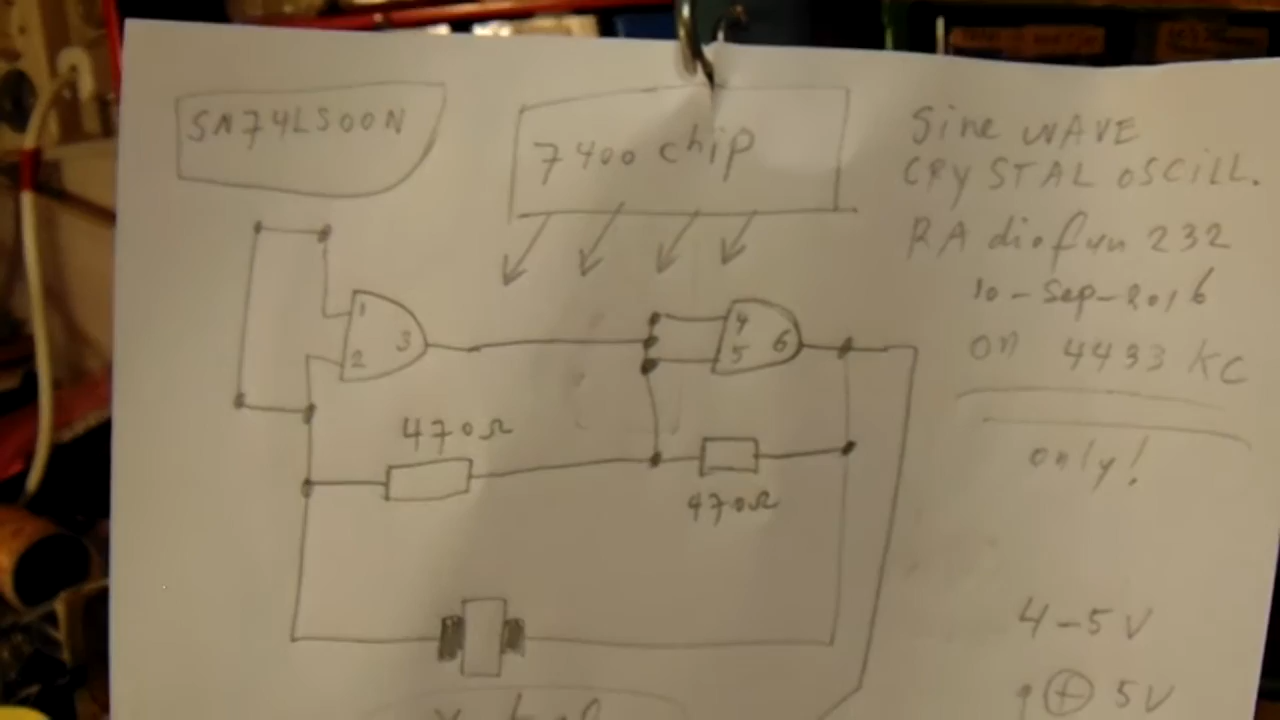 SN74LS00N
7400 chip
Sine WAVE
CRYSTAL OSCILL.
RAdiofun 232
10-Sep-2016
on 4433 KC
only!
1
2
3
4
5
6
470Ω
470Ω
4-5V
+ 5V